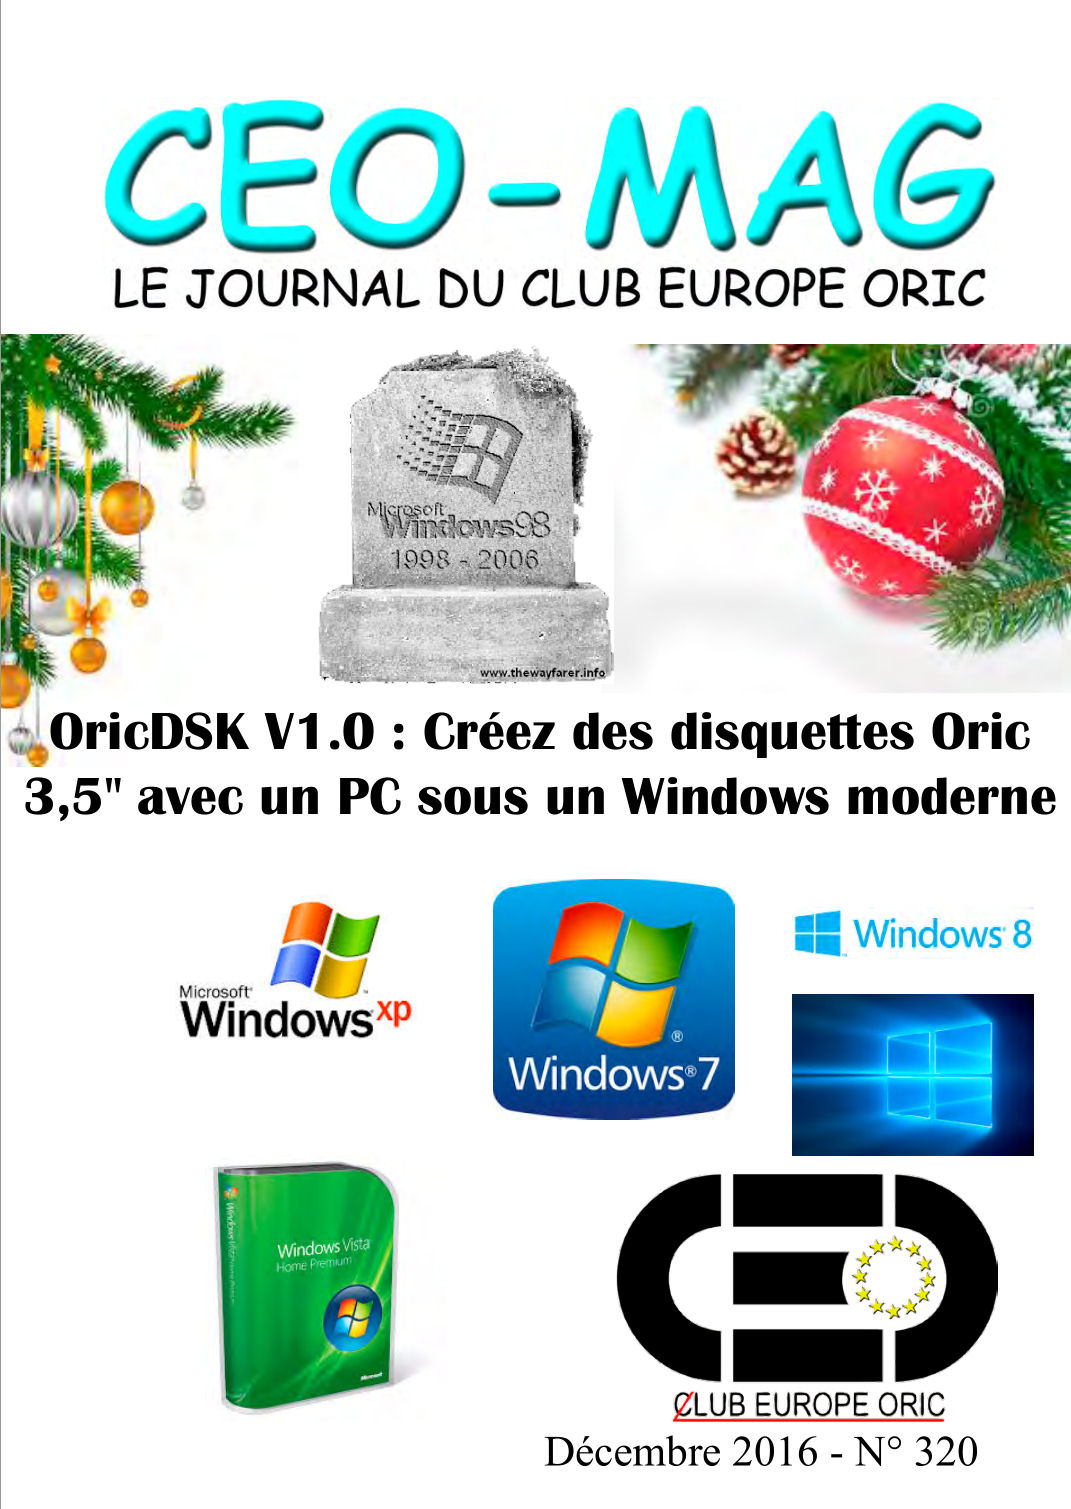 CEO-MAG
LE JOURNAL DU CLUB EUROPE ORIC
Microsoft
Windows98
1998 - 2006
www.thewayfarer.info
OricDSK V1.0 : Créez des disquettes Oric
3,5" avec un PC sous un Windows moderne
Microsoft®
Windows xp
Windows®7
Windows® 8
Windows Vista
Home Premium
Microsoft
CEO
CLUB EUROPE ORIC
Décembre 2016 - N° 320